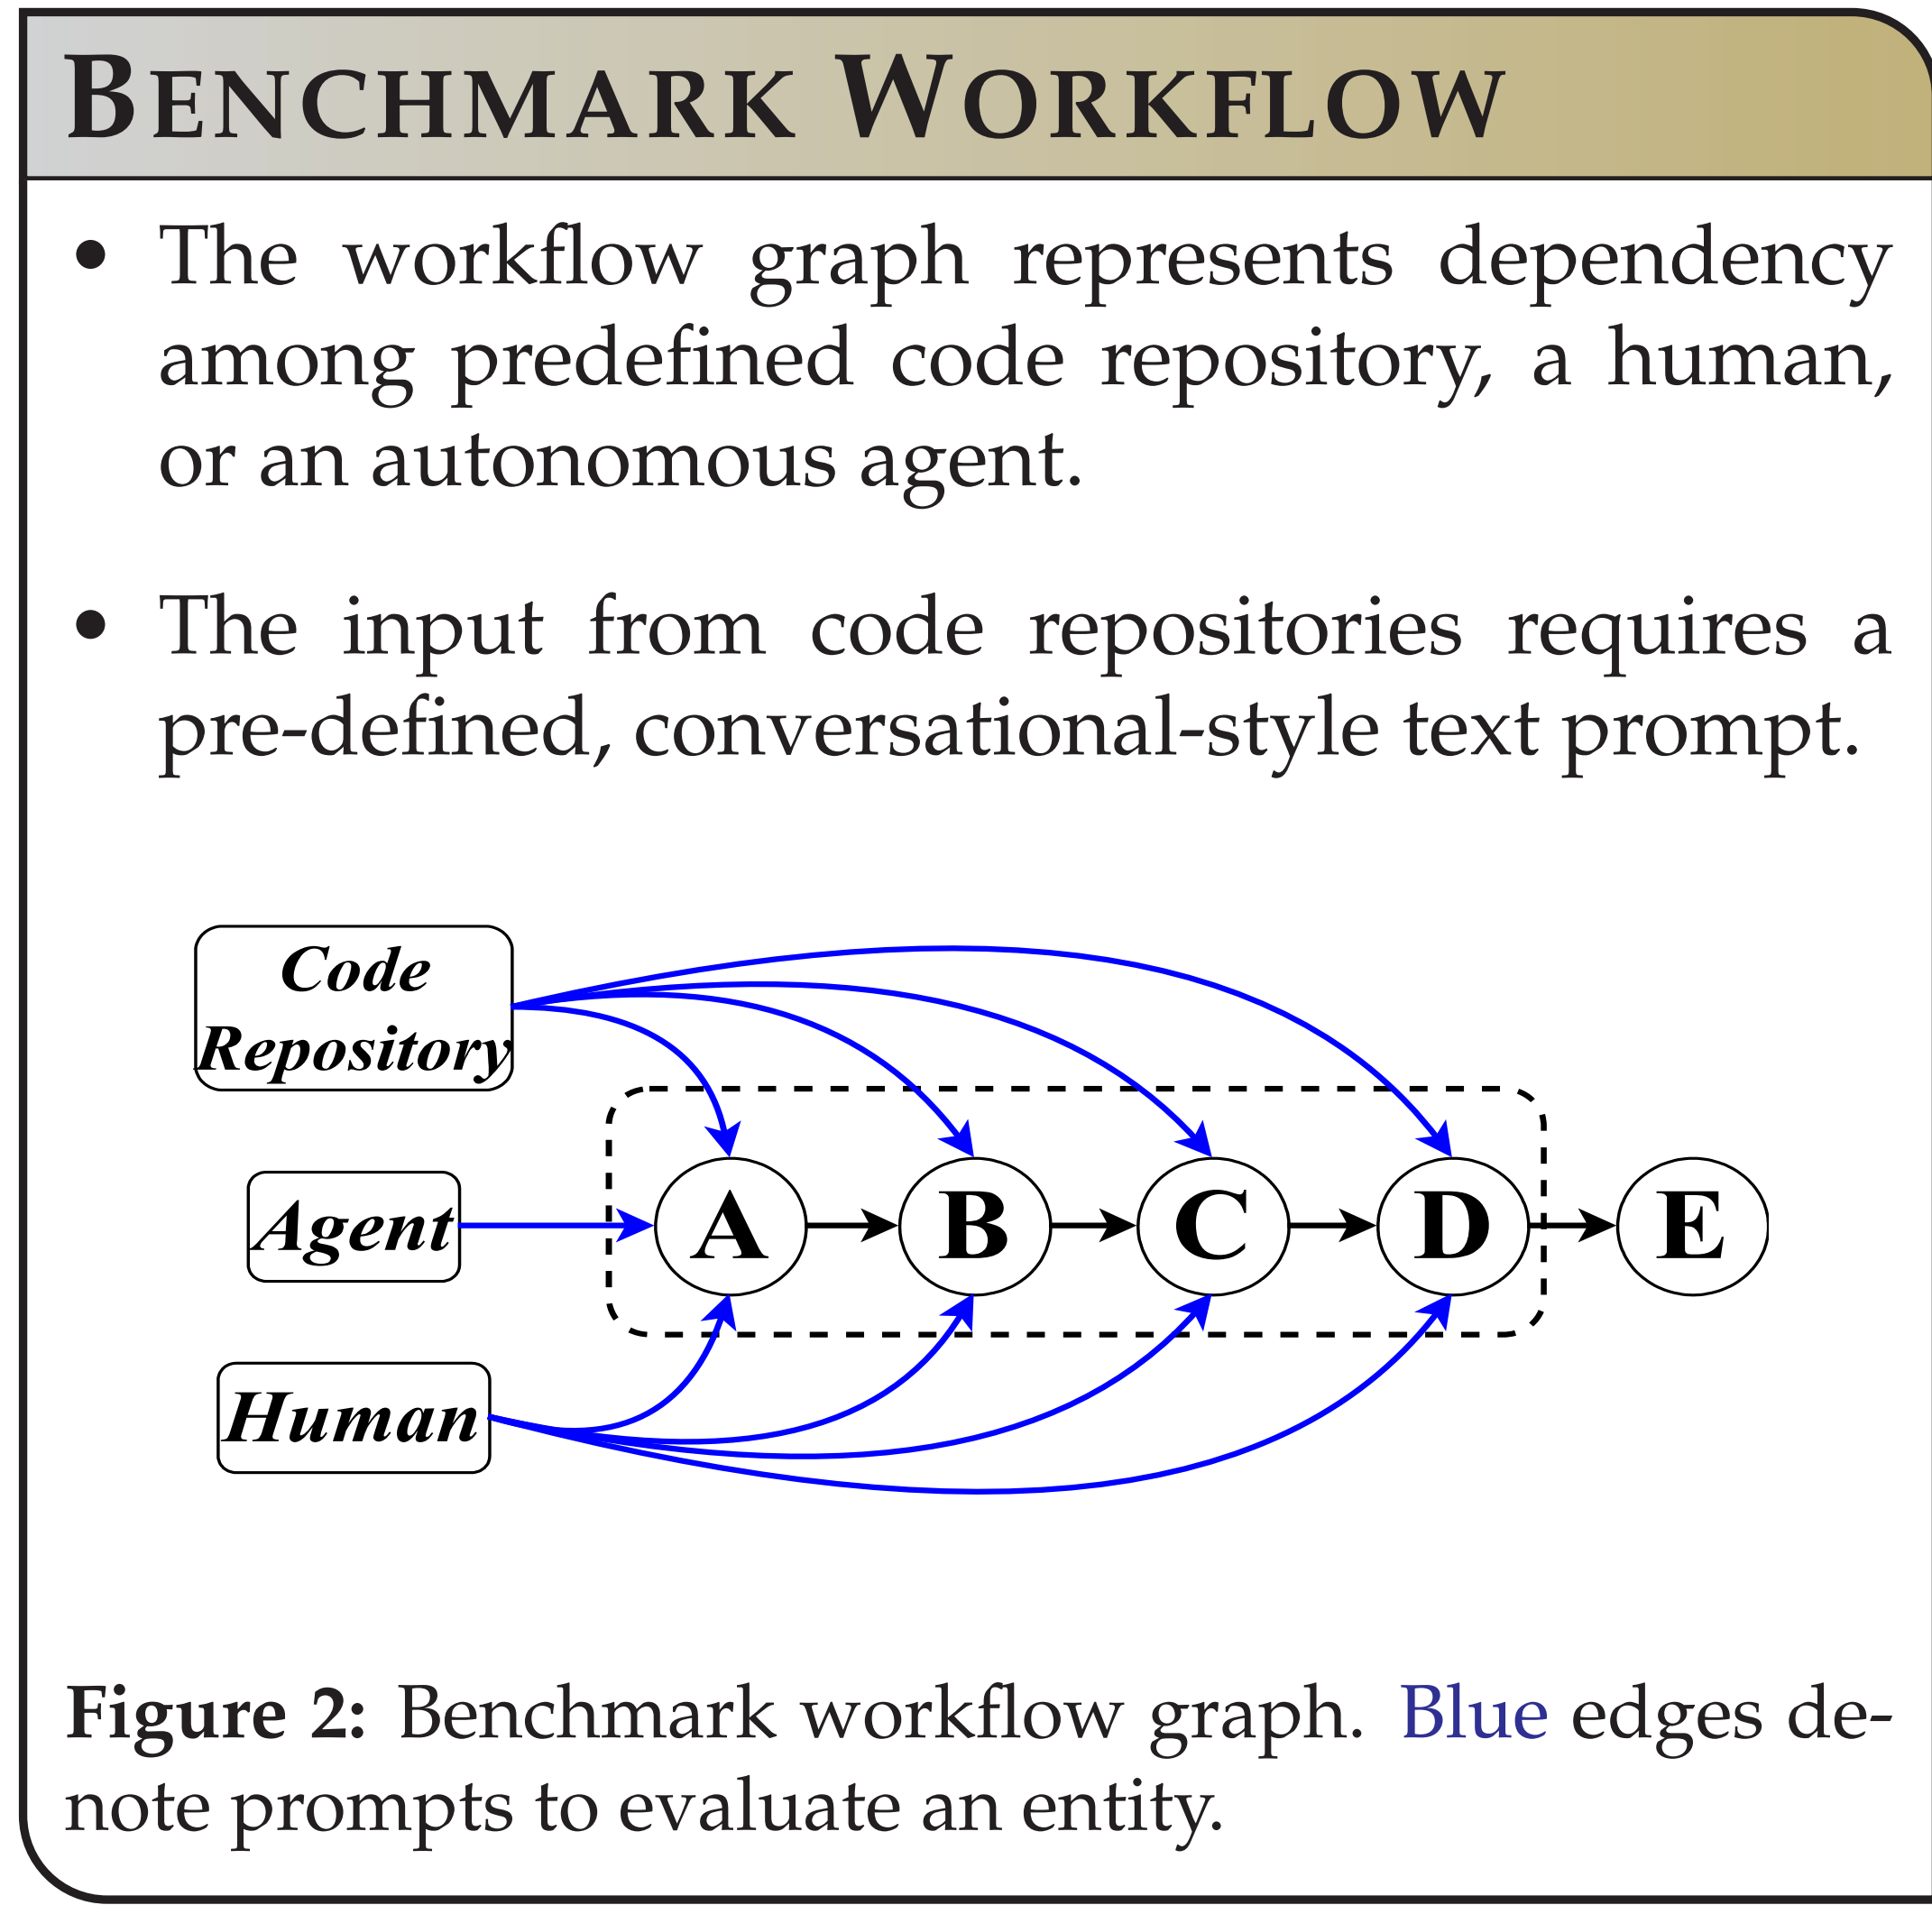 BENCHMARK WORKFLOW
• The workflow graph represents dependency
among predefined code repository, a human,
or an autonomous agent.
• The input from code repositories requires a
pre-defined, conversational-style text prompt.
Code
Repository
Agent
A
B
C
D
E
Human
Figure 2: Benchmark workflow graph. Blue edges de-
note prompts to evaluate an entity.